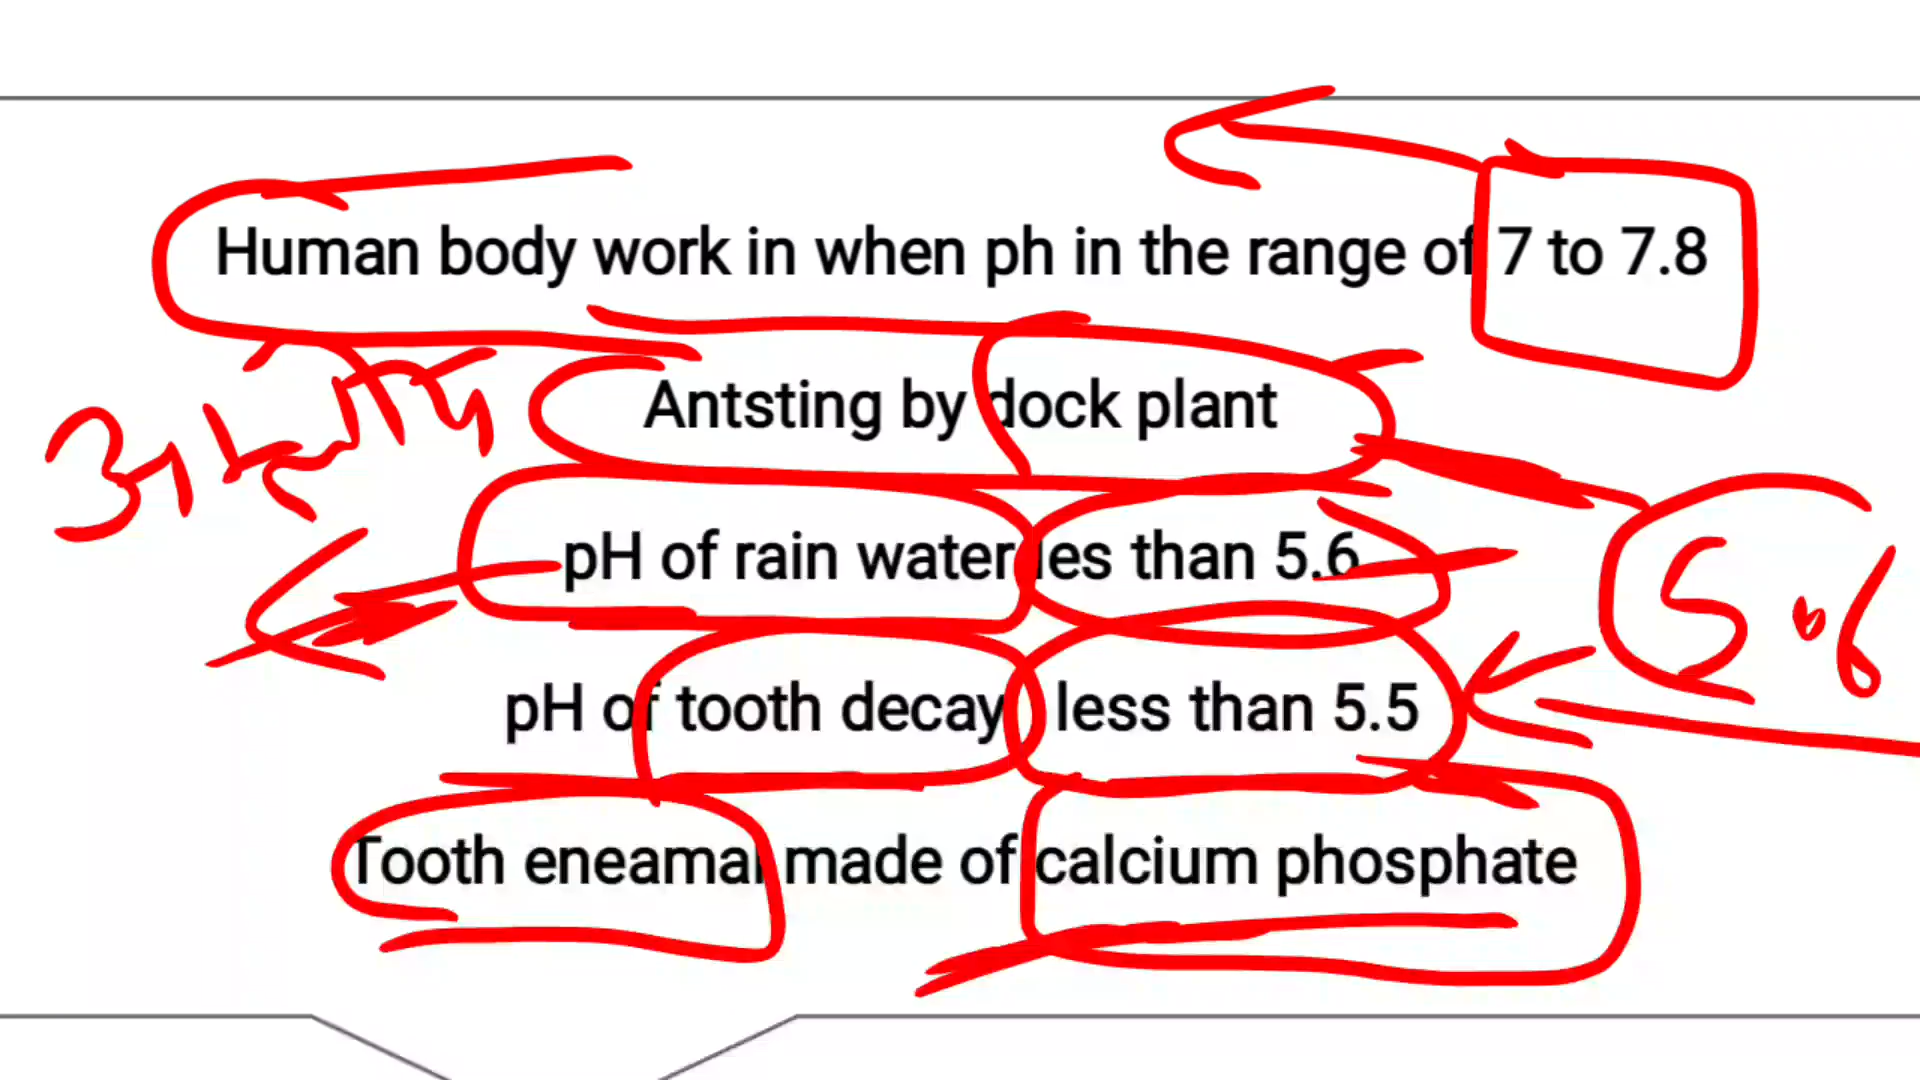 Human body work in when ph in the range of 7 to 7.8
Antsting by dock plant
pH of rain water les than 5.6
5.6
pH of tooth decay less than 5.5
Tooth eneamal made of calcium phosphate